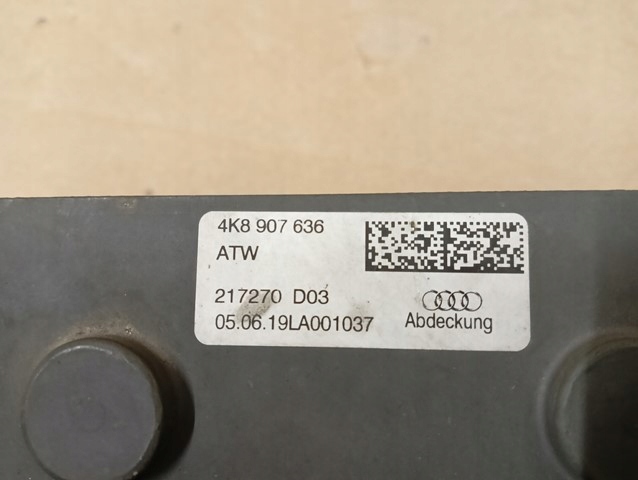 4K8 907 636
ATW
217270 D03
05.06.19LA001037
Abdeckung